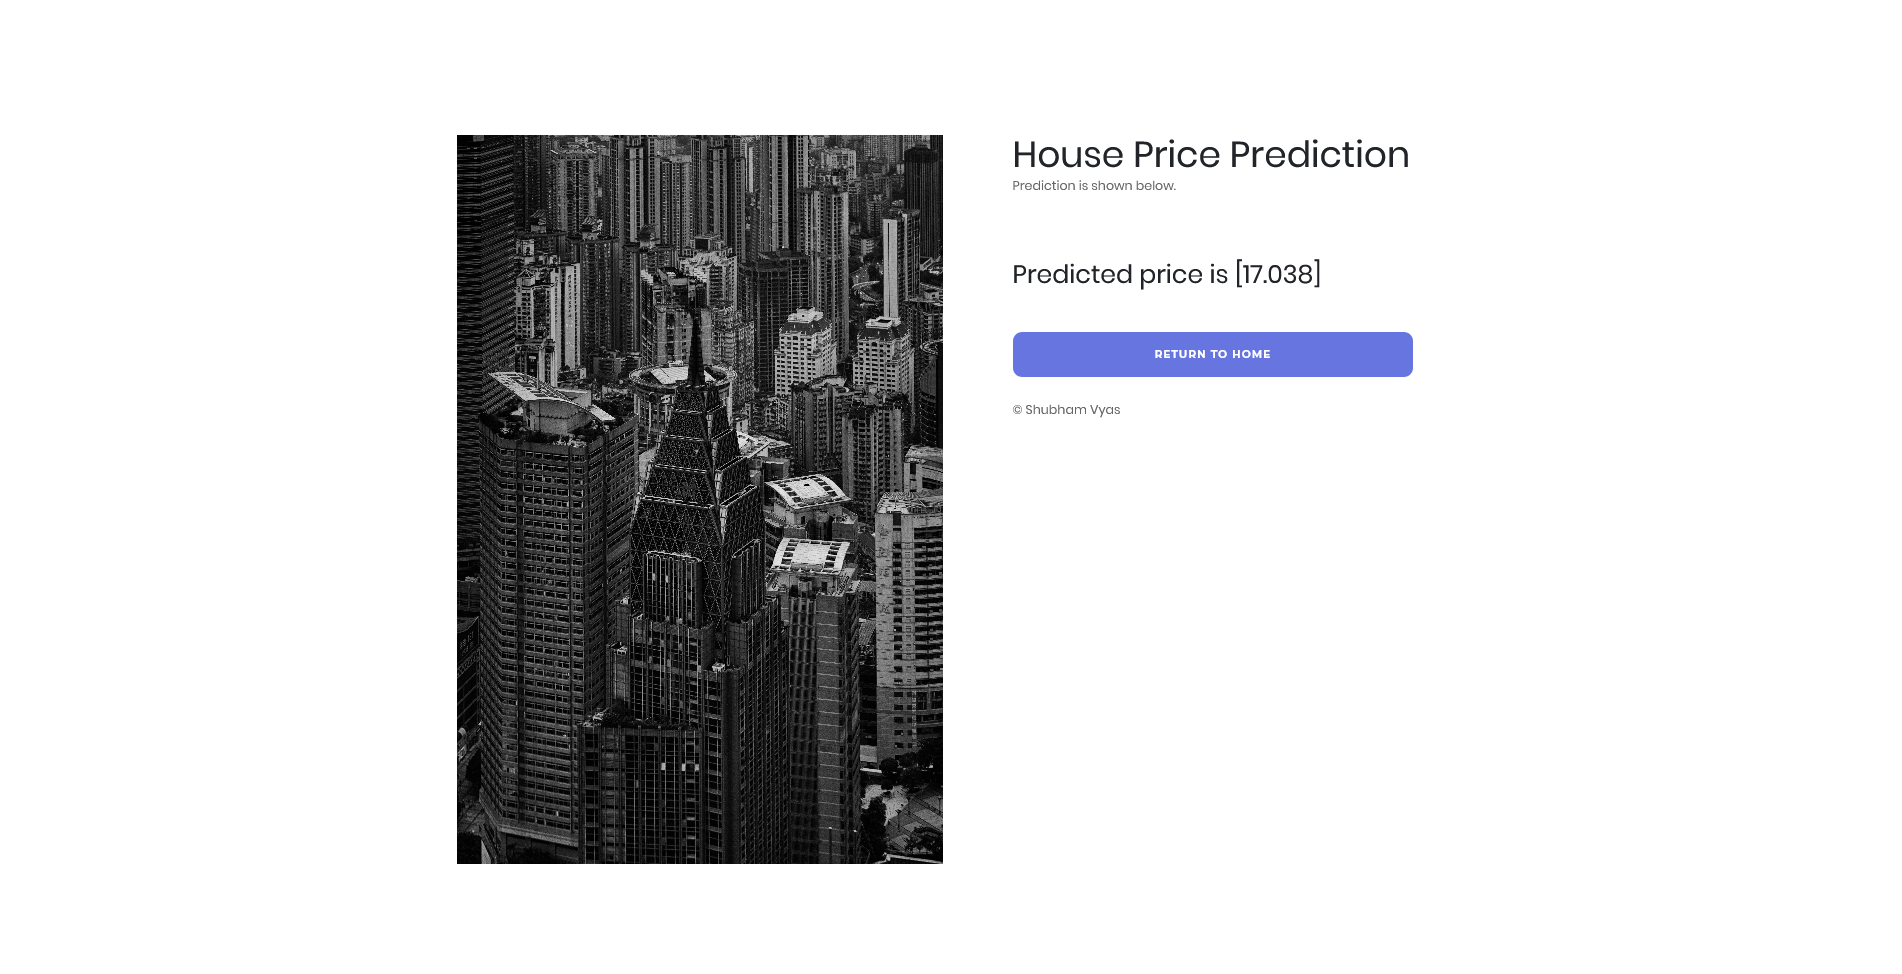 House Price Prediction
Prediction is shown below.
Predicted price is [17.038]
RETURN TO HOME
© Shubham Vyas